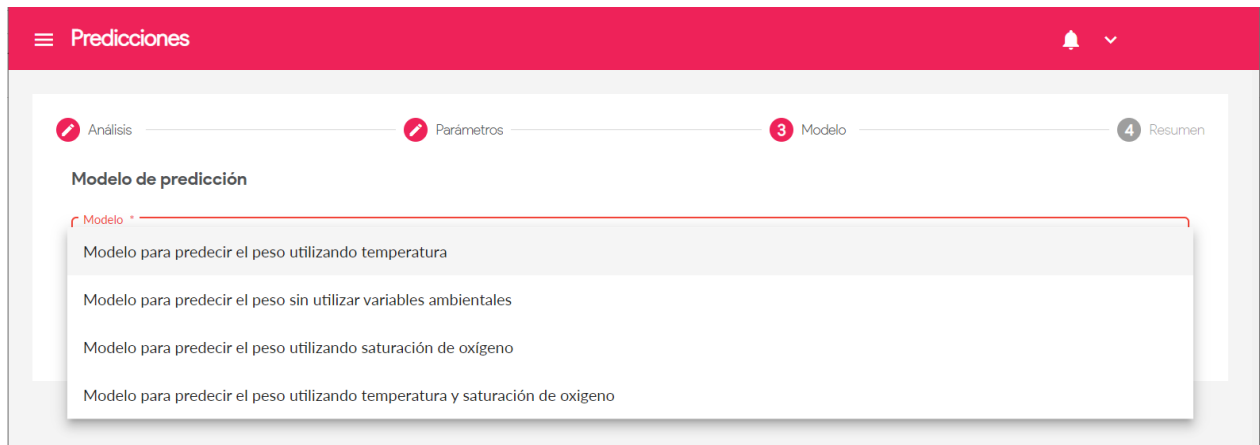 Predicciones
Análisis
Parámetros
3 Modelo
4 Resumen
Modelo de predicción
Modelo *
Modelo para predecir el peso utilizando temperatura
Modelo para predecir el peso sin utilizar variables ambientales
Modelo para predecir el peso utilizando saturación de oxígeno
Modelo para predecir el peso utilizando temperatura y saturación de oxigeno